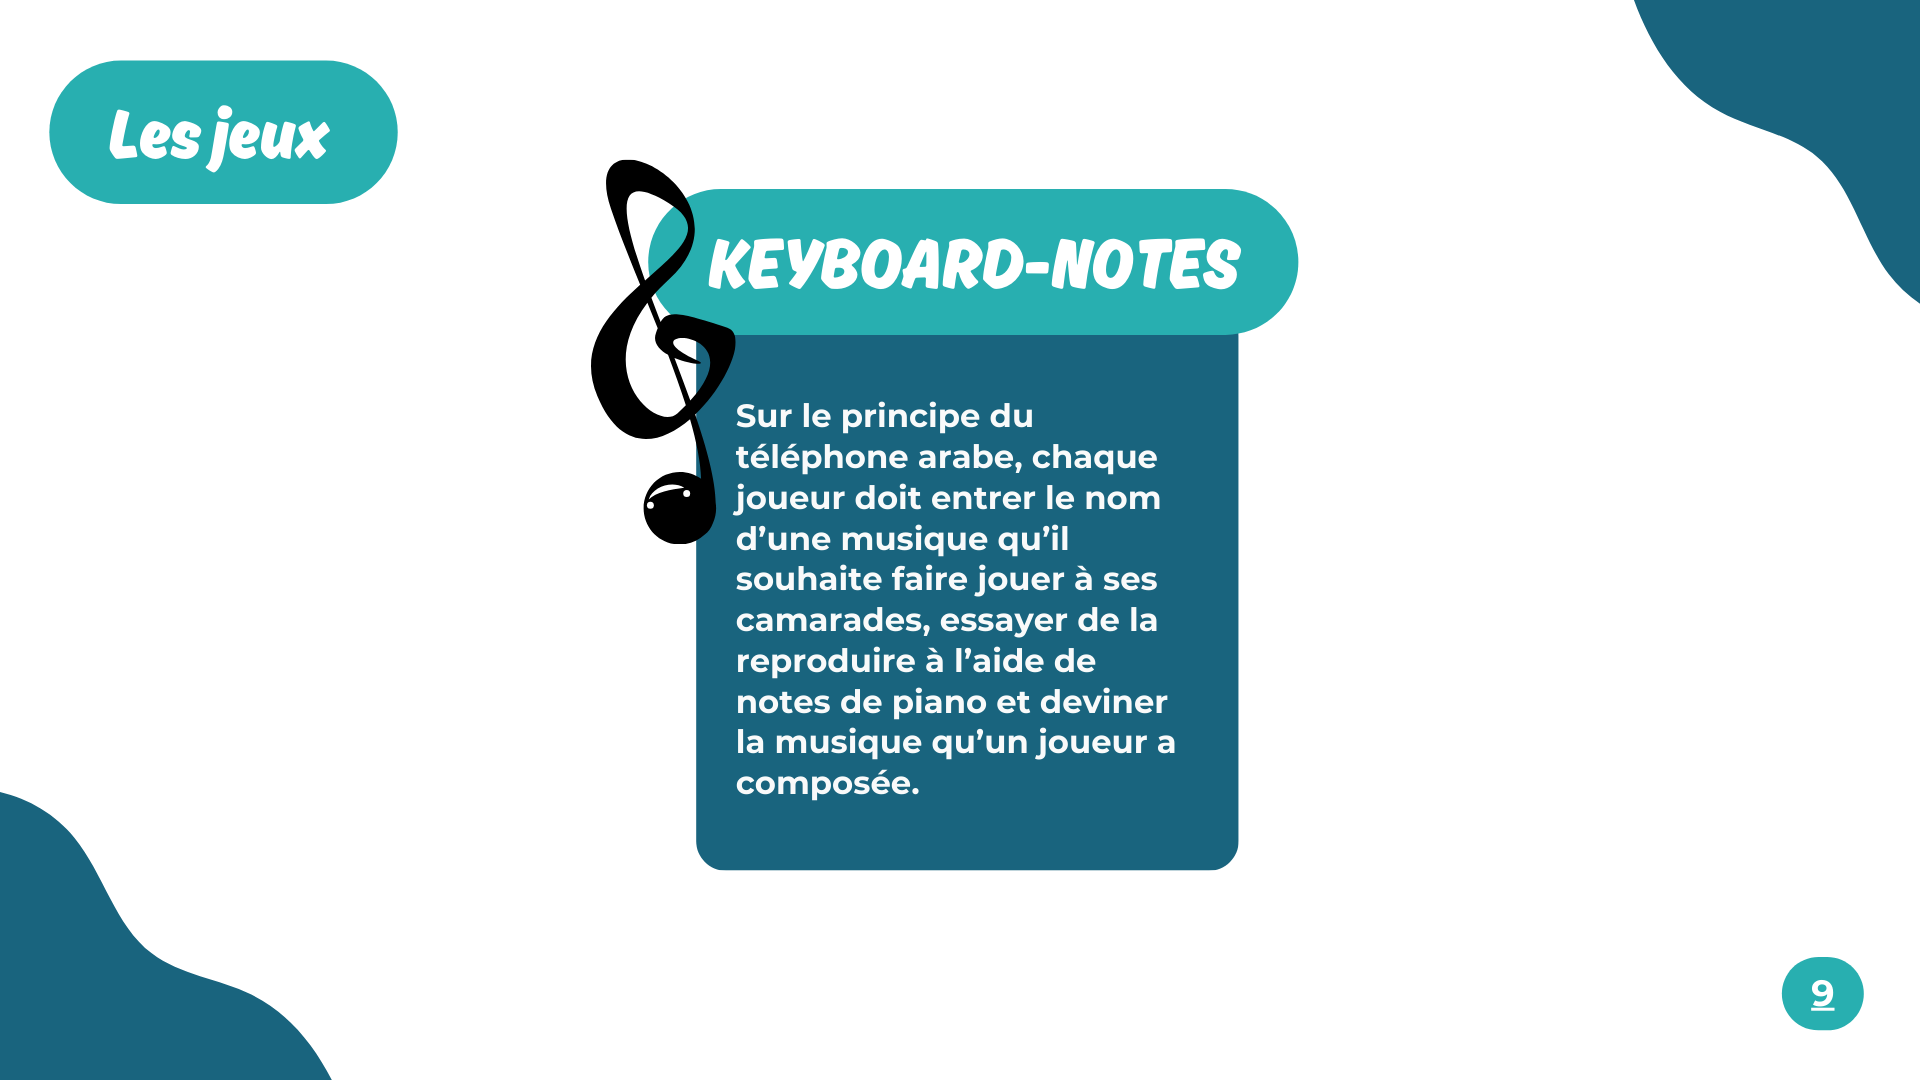 Les jeux
KEYBOARD-NOTES
Sur le principe du
téléphone arabe, chaque
joueur doit entrer le nom
d’une musique qu’il
souhaite faire jouer à ses
camarades, essayer de la
reproduire à l’aide de
notes de piano et deviner
la musique qu’un joueur a
composée.
9